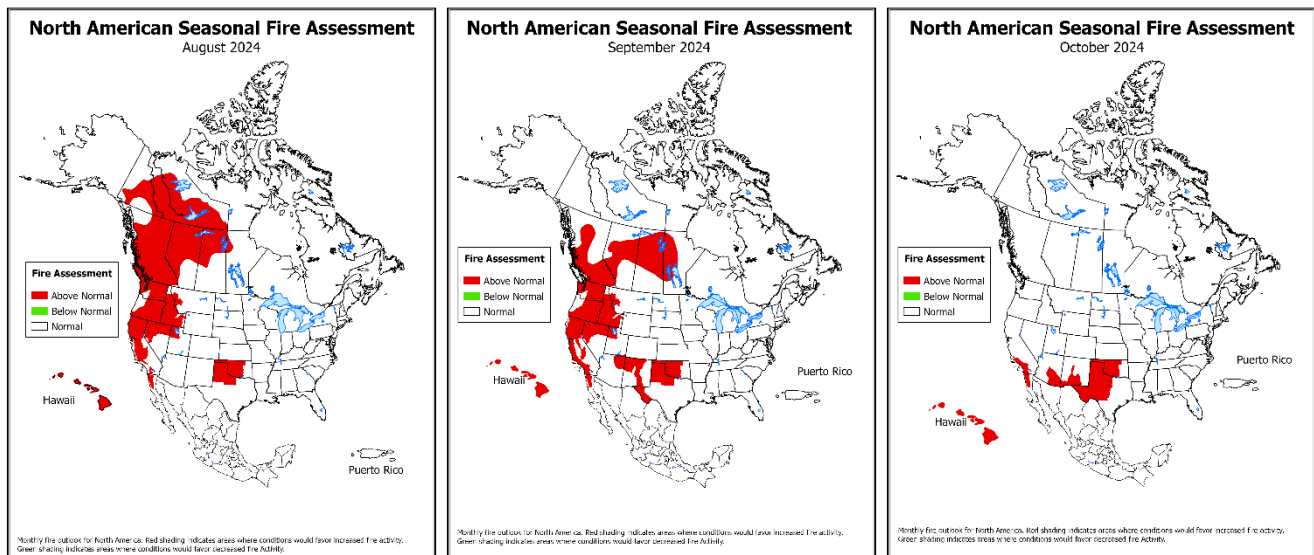 North American Seasonal Fire Assessment
August 2024
Fire Assessment
Above Normal
Below Normal
Normal
Hawaii
Puerto Rico
Monthly fire outlook for North America. Red shading indicates areas where conditions would favor increased fire activity.
Green shading indicates areas where conditions would favor decreased fire Activity.
North American Seasonal Fire Assessment
September 2024
Fire Assessment
Above Normal
Below Normal
Normal
Hawaii
Puerto Rico
Monthly fire outlook for North America. Red shading indicates areas where conditions would favor increased fire activity.
Green shading indicates areas where conditions would favor decreased fire Activity.
North American Seasonal Fire Assessment
October 2024
Fire Assessment
Above Normal
Below Normal
Normal
Puerto Rico
Hawaii
Monthly fire outlook for North America. Red shading indicates areas where conditions would favor increased fire activity.
Green shading indicates areas where conditions would favor decreased fire Activity.